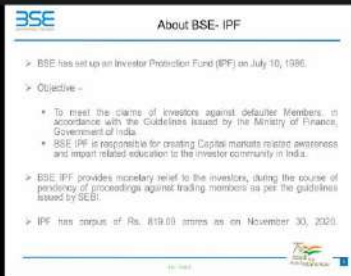 BSE
About BSE- IPF
➢ BSE has set up an Investor Protection Fund (IPF) on July 10, 1986.
➢ Objective –
• To meet the claims of investors against defaulter Members, in
accordance with the Guidelines issued by the Ministry of Finance,
Government of India.
• BSE IPF is responsible for creating Capital markets related awareness
and impart related education to the investor community in India.
➢ BSE IPF provides monetary relief to the investors, during the course of
pendency of proceedings against trading members as per the guidelines
issued by SEBI.
➢ IPF has corpus of Rs. 819.09 crores as on November 30, 2020.